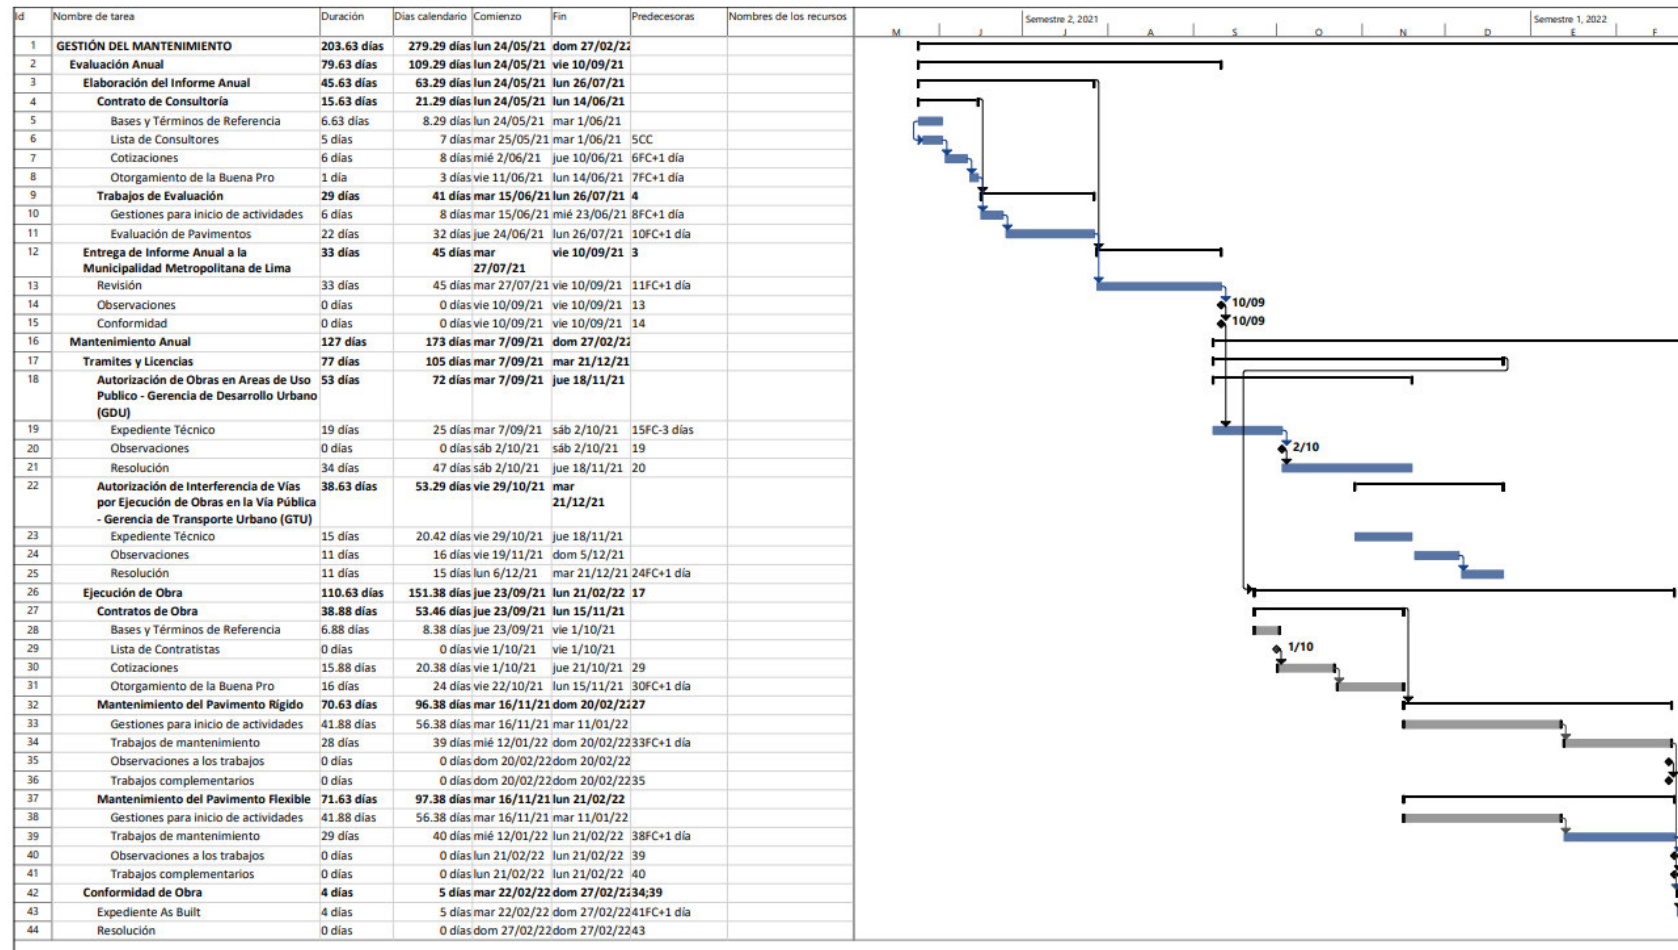 Id Nombre de tarea Duración Días calendario Comienzo Fin Predecesoras Nombres de los recursos
Semestre 2, 2021 Semestre 1, 2022
M J J A S O N D E F
1 GESTIÓN DEL MANTENIMIENTO 203.63 días 279.29 días lun 24/05/21 dom 27/02/22
2 Evaluación Anual 79.63 días 109.29 días lun 24/05/21 vie 10/09/21
3 Elaboración del Informe Anual 45.63 días 63.29 días lun 24/05/21 lun 26/07/21
4 Contrato de Consultoría 15.63 días 21.29 días lun 24/05/21 lun 14/06/21
5 Bases y Términos de Referencia 6.63 días 8.29 días lun 24/05/21 mar 1/06/21
6 Lista de Consultores 5 días 7 días mar 25/05/21 mar 1/06/21 5CC
7 Cotizaciones 6 días 8 días mié 2/06/21 jue 10/06/21 6FC+1 día
8 Otorgamiento de la Buena Pro 1 día 3 días vie 11/06/21 lun 14/06/21 7FC+1 día
9 Trabajos de Evaluación 29 días 41 días mar 15/06/21 lun 26/07/21 4
10 Gestiones para inicio de actividades 6 días 8 días mar 15/06/21 mié 23/06/21 8FC+1 día
11 Evaluación de Pavimentos 22 días 32 días jue 24/06/21 lun 26/07/21 10FC+1 día
12 Entrega de Informe Anual a la 33 días 45 días mar vie 10/09/21 3
Municipalidad Metropolitana de Lima 27/07/21
13 Revisión 33 días 45 días mar 27/07/21 vie 10/09/21 11FC+1 día
14 Observaciones 0 días 0 días vie 10/09/21 vie 10/09/21 13 10/09
15 Conformidad 0 días 0 días vie 10/09/21 vie 10/09/21 14 10/09
16 Mantenimiento Anual 127 días 173 días mar 7/09/21 dom 27/02/22
17 Tramites y Licencias 77 días 105 días mar 7/09/21 mar 21/12/21
18 Autorización de Obras en Areas de Uso 53 días 72 días mar 7/09/21 jue 18/11/21
Publico - Gerencia de Desarrollo Urbano
(GDU)
19 Expediente Técnico 19 días 25 días mar 7/09/21 sáb 2/10/21 15FC-3 días
20 Observaciones 0 días 0 días sáb 2/10/21 sáb 2/10/21 19 2/10
21 Resolución 34 días 47 días sáb 2/10/21 jue 18/11/21 20
22 Autorización de Interferencia de Vías 38.63 días 53.29 días vie 29/10/21 mar
por Ejecución de Obras en la Vía Pública 21/12/21
- Gerencia de Transporte Urbano (GTU)
23 Expediente Técnico 15 días 20.42 días vie 29/10/21 jue 18/11/21
24 Observaciones 11 días 16 días vie 19/11/21 dom 5/12/21
25 Resolución 11 días 15 días lun 6/12/21 mar 21/12/21 24FC+1 día
26 Ejecución de Obra 110.63 días 151.38 días jue 23/09/21 lun 21/02/22 17
27 Contratos de Obra 38.88 días 53.46 días jue 23/09/21 lun 15/11/21
28 Bases y Términos de Referencia 6.88 días 8.38 días jue 23/09/21 vie 1/10/21
29 Lista de Contratistas 0 días 0 días vie 1/10/21 vie 1/10/21 1/10
30 Cotizaciones 15.88 días 20.38 días vie 1/10/21 jue 21/10/21 29
31 Otorgamiento de la Buena Pro 16 días 24 días vie 22/10/21 lun 15/11/21 30FC+1 día
32 Mantenimiento del Pavimento Rígido 70.63 días 96.38 días mar 16/11/21 dom 20/02/22 27
33 Gestiones para inicio de actividades 41.88 días 56.38 días mar 16/11/21 mar 11/01/22
34 Trabajos de mantenimiento 28 días 39 días mié 12/01/22 dom 20/02/22 33FC+1 día
35 Observaciones a los trabajos 0 días 0 días dom 20/02/22 dom 20/02/22
36 Trabajos complementarios 0 días 0 días dom 20/02/22 dom 20/02/22 35
37 Mantenimiento del Pavimento Flexible 71.63 días 97.38 días mar 16/11/21 lun 21/02/22
38 Gestiones para inicio de actividades 41.88 días 56.38 días mar 16/11/21 mar 11/01/22
39 Trabajos de mantenimiento 29 días 40 días mié 12/01/22 lun 21/02/22 38FC+1 día
40 Observaciones a los trabajos 0 días 0 días lun 21/02/22 lun 21/02/22 39
41 Trabajos complementarios 0 días 0 días lun 21/02/22 lun 21/02/22 40
42 Conformidad de Obra 4 días 5 días mar 22/02/22 dom 27/02/22 34;39
43 Expediente As Built 4 días 5 días mar 22/02/22 dom 27/02/22 41FC+1 día
44 Resolución 0 días 0 días dom 27/02/22 dom 27/02/22 43